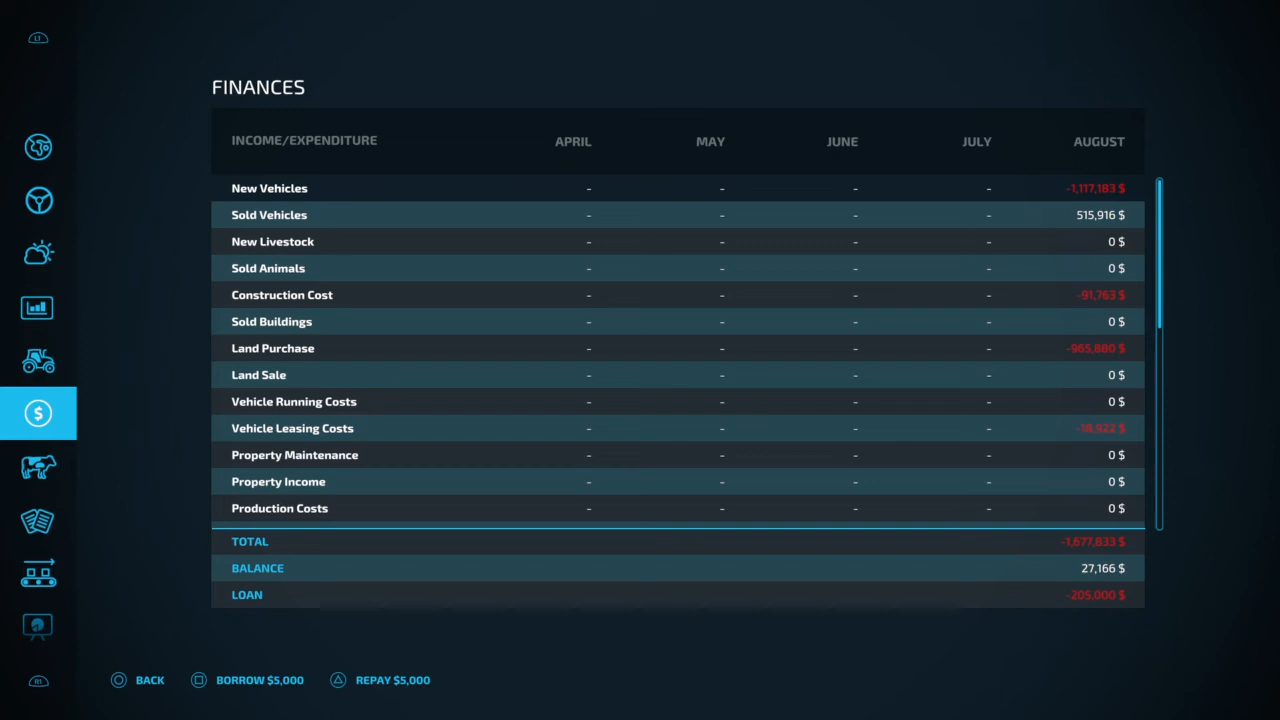 L1
FINANCES
INCOME/EXPENDITURE APRIL MAY JUNE JULY AUGUST
New Vehicles - - - - -1,117,183 $
Sold Vehicles - - - - 515,916 $
New Livestock - - - - 0 $
Sold Animals - - - - 0 $
Construction Cost - - - - -91,763 $
Sold Buildings - - - - 0 $
Land Purchase - - - - -965,880 $
Land Sale - - - - 0 $
Vehicle Running Costs - - - - 0 $
Vehicle Leasing Costs - - - - -18,922 $
Property Maintenance - - - - 0 $
Property Income - - - - 0 $
Production Costs - - - - 0 $
TOTAL -1,677,833 $
BALANCE 27,166 $
LOAN -205,000 $
$
R1
BACK BORROW $5,000 REPAY $5,000